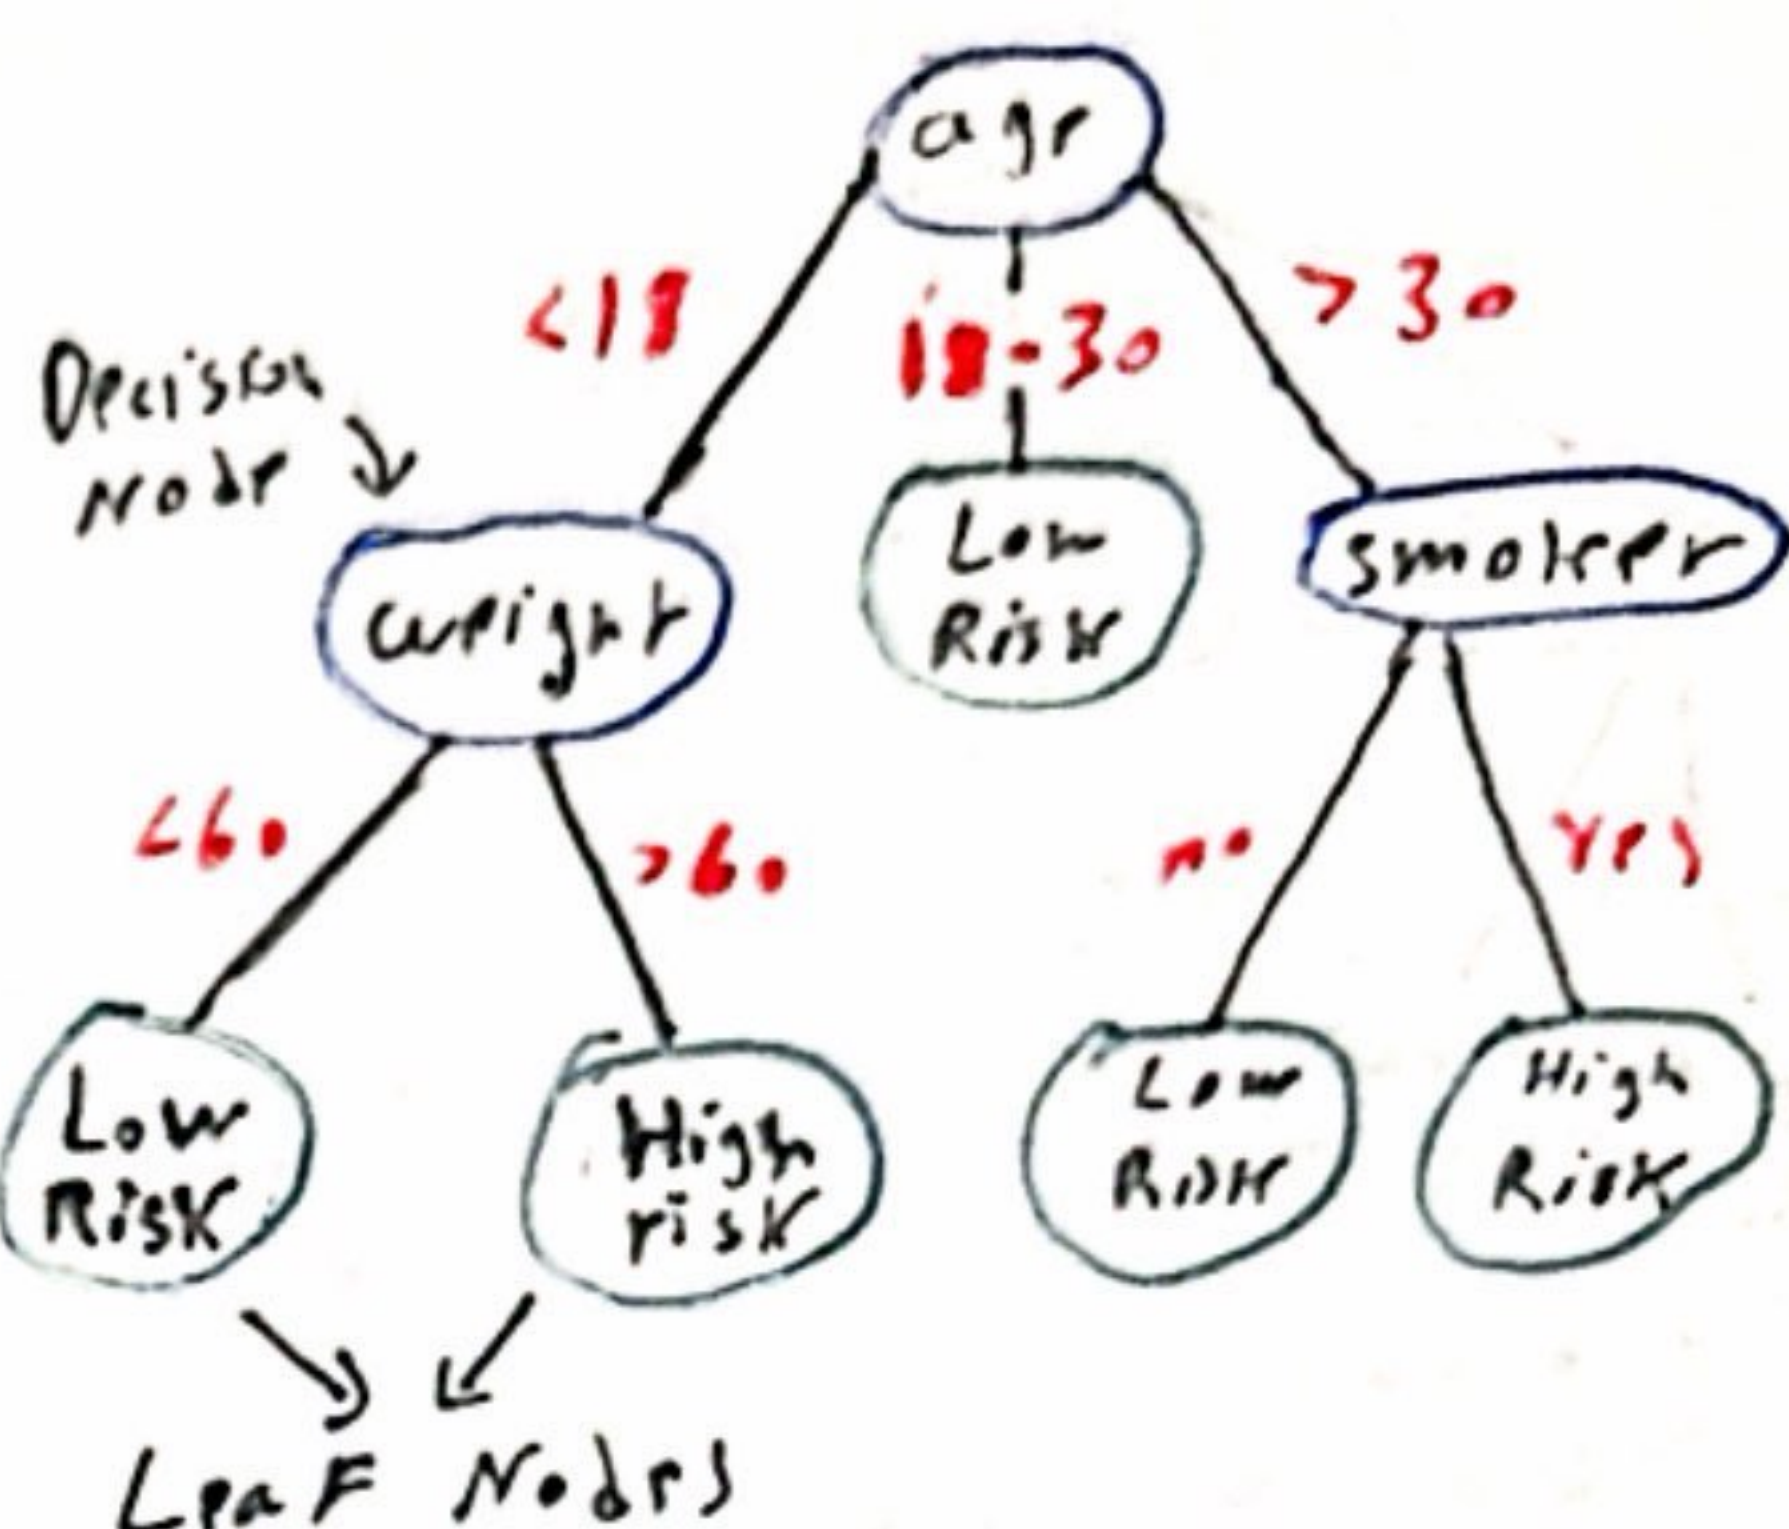 age
<18
18-30
>30
Decision
Node
weight
Low
Risk
smoker
<60
>60
no
yes
Low
Risk
High
risk
Low
Risk
High
Risk
Leaf Nodes